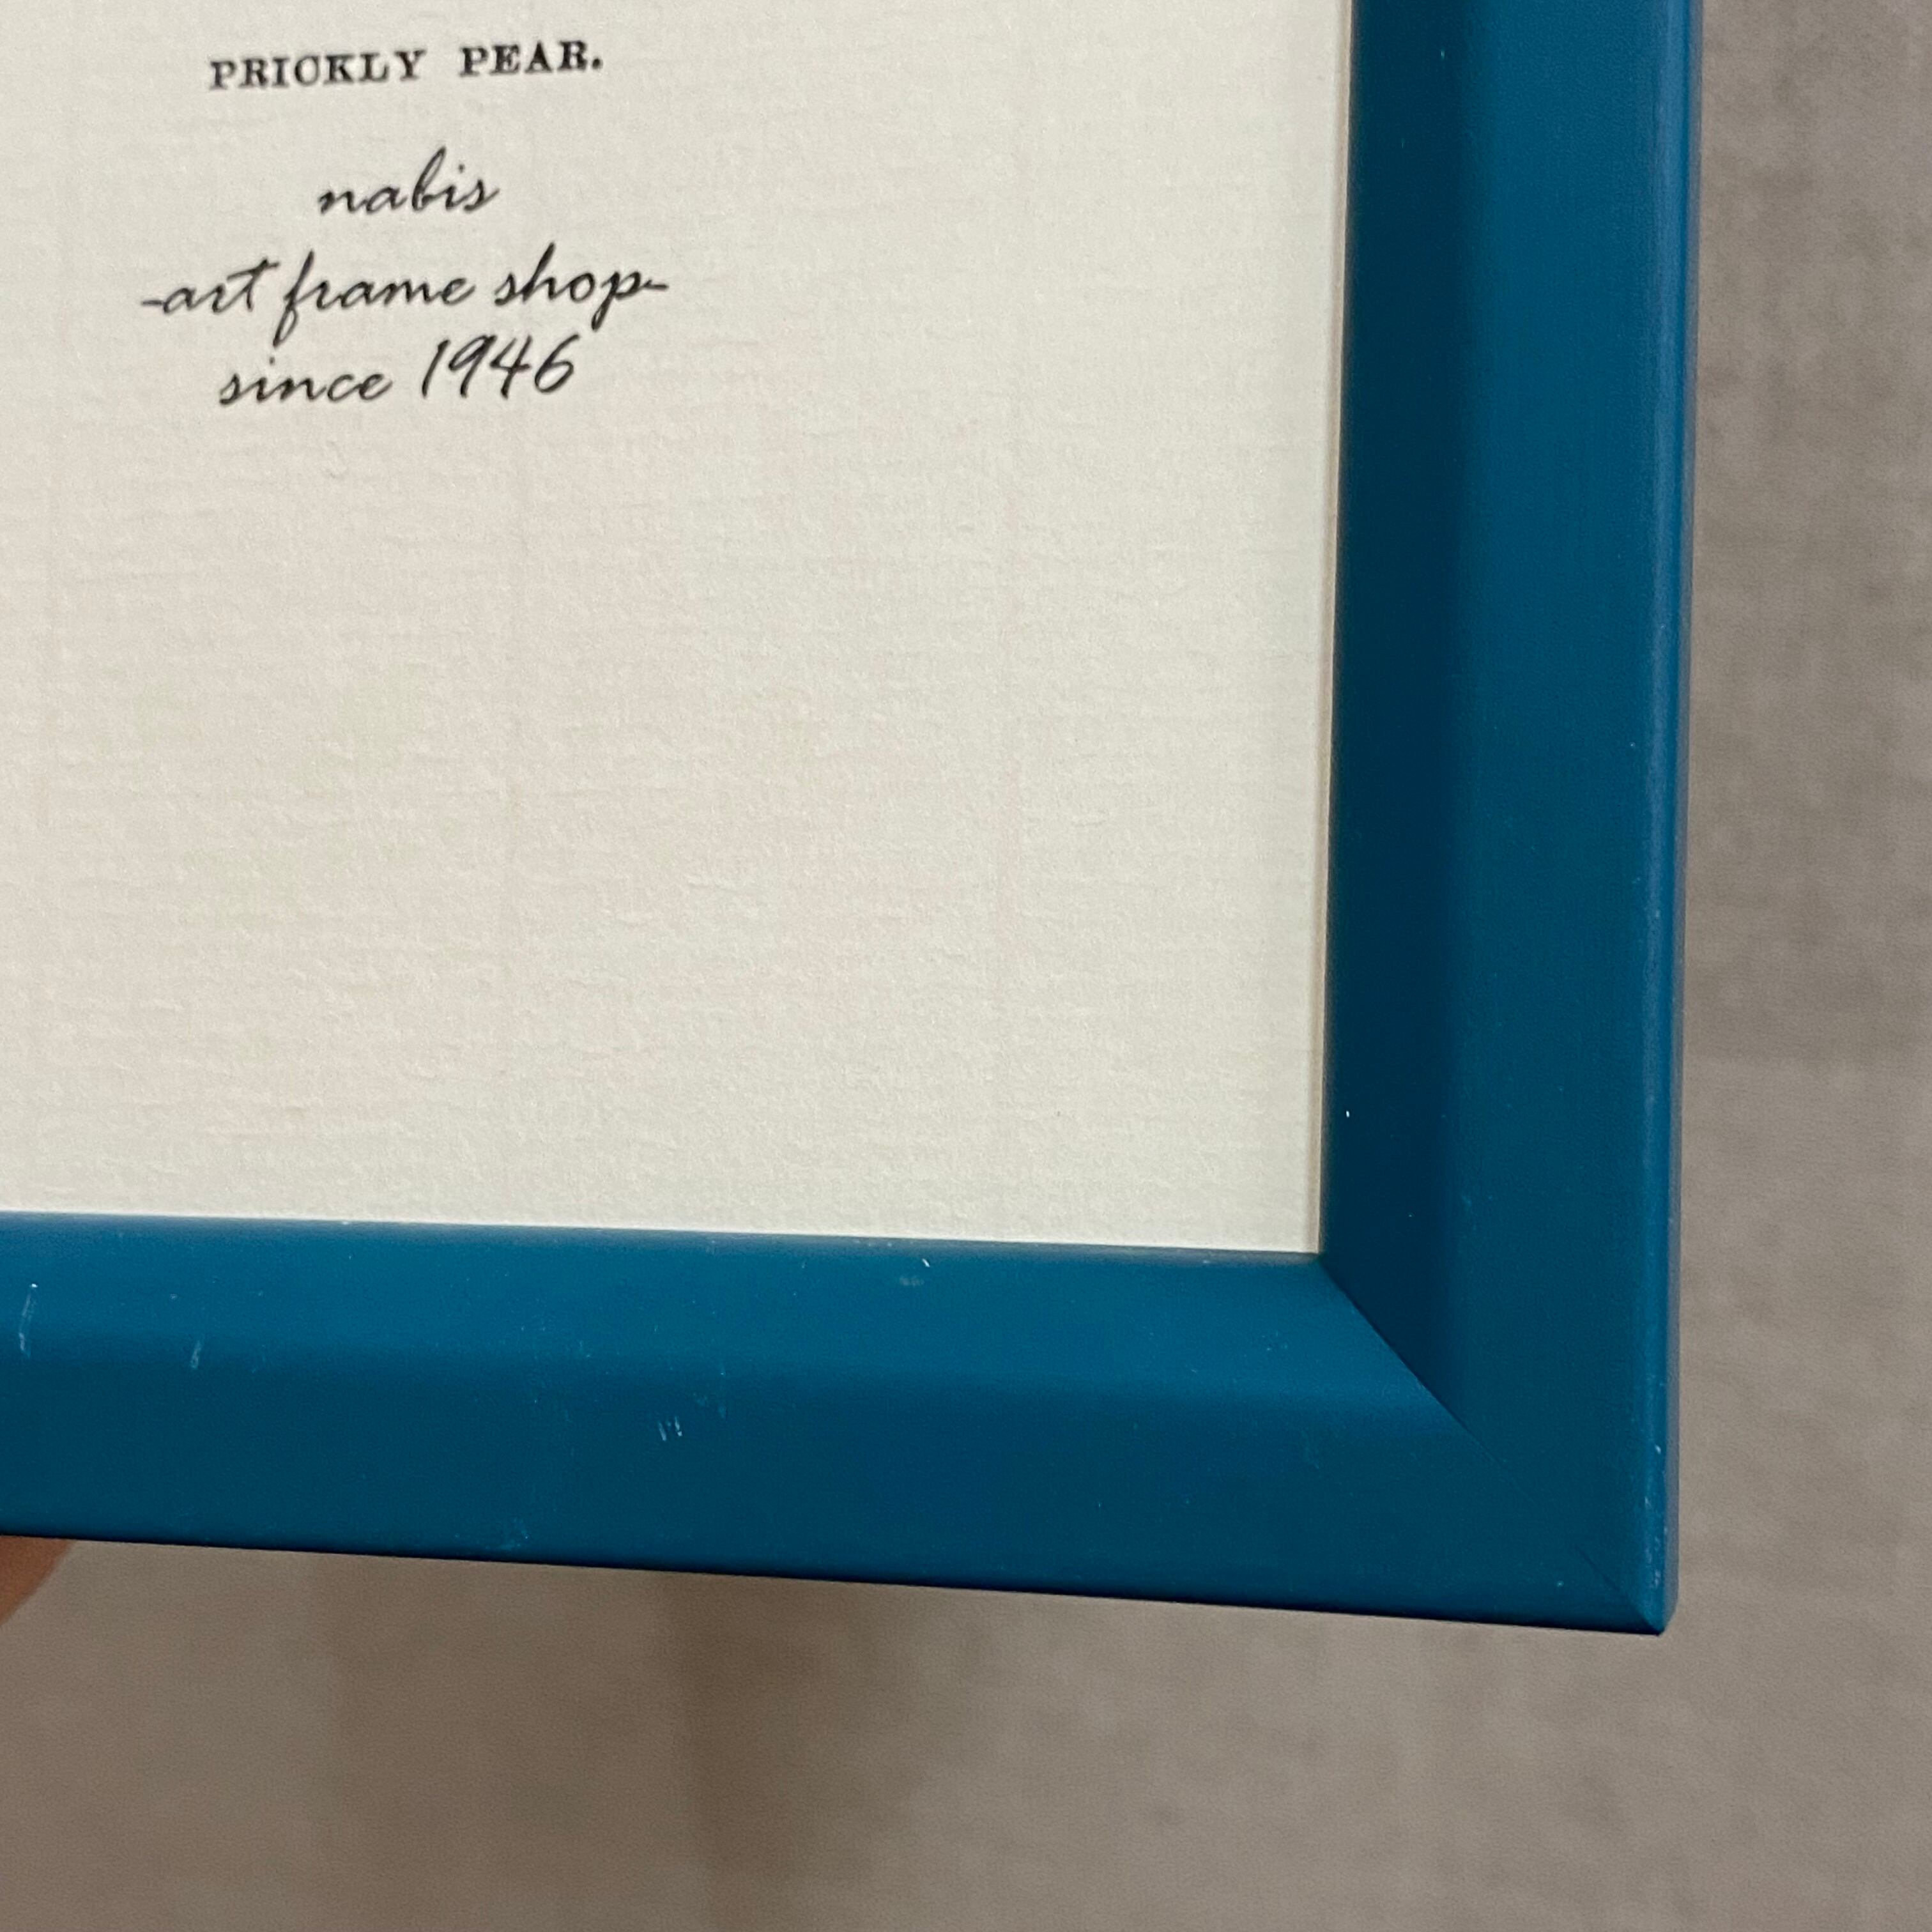 PRICKLY PEAR.
nabis
-art frame shop-
since 1946